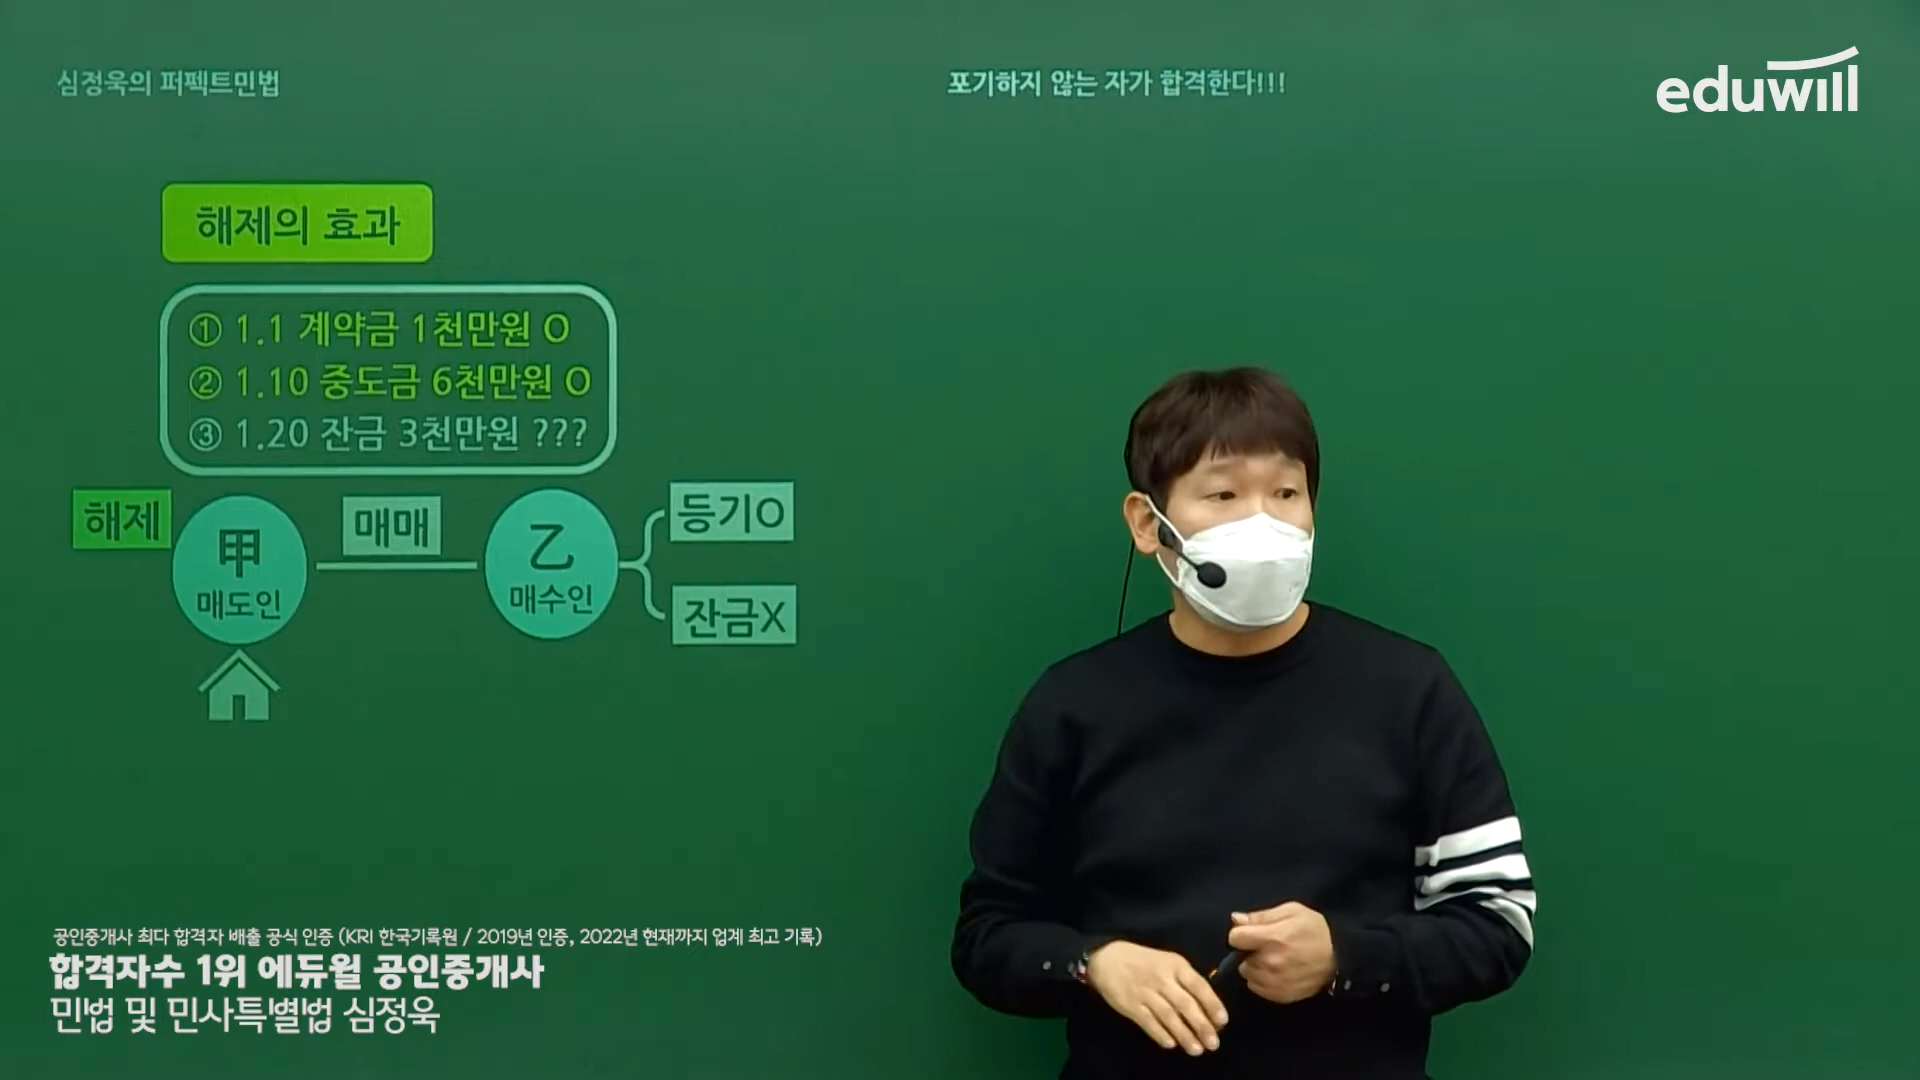 심정욱의 퍼펙트민법
포기하지 않는 자가 합격한다!!!
eduwill
해제의 효과
① 1.1 계약금 1천만원 O
② 1.10 중도금 6천만원 O
③ 1.20 잔금 3천만원 ???
해제
甲
매도인
매매
乙
매수인
등기O
잔금X
공인중개사 최다 합격자 배출 공식 인증 (KRI 한국기록원 / 2019년 인증, 2022년 현재까지 업계 최고 기록)
합격자수 1위 에듀윌 공인중개사
민법 및 민사특별법 심정욱